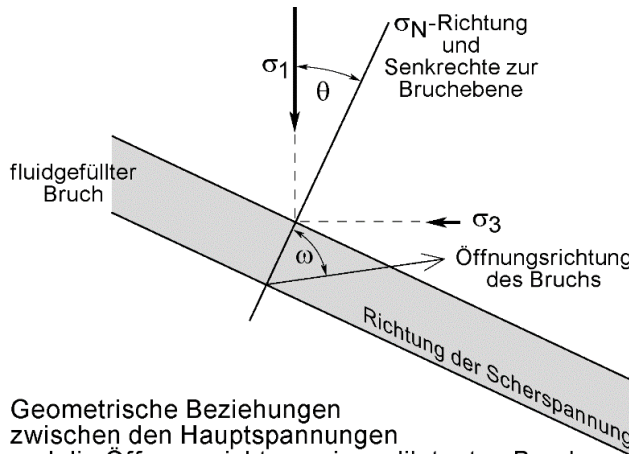 σN-Richtung
und
Senkrechte zur
Bruchebene
σ1
θ
fluidgefüllter
Bruch
σ3
ω
Öffnungsrichtung
des Bruchs
Richtung der Scherspannung
Geometrische Beziehungen
zwischen den Hauptspannungen